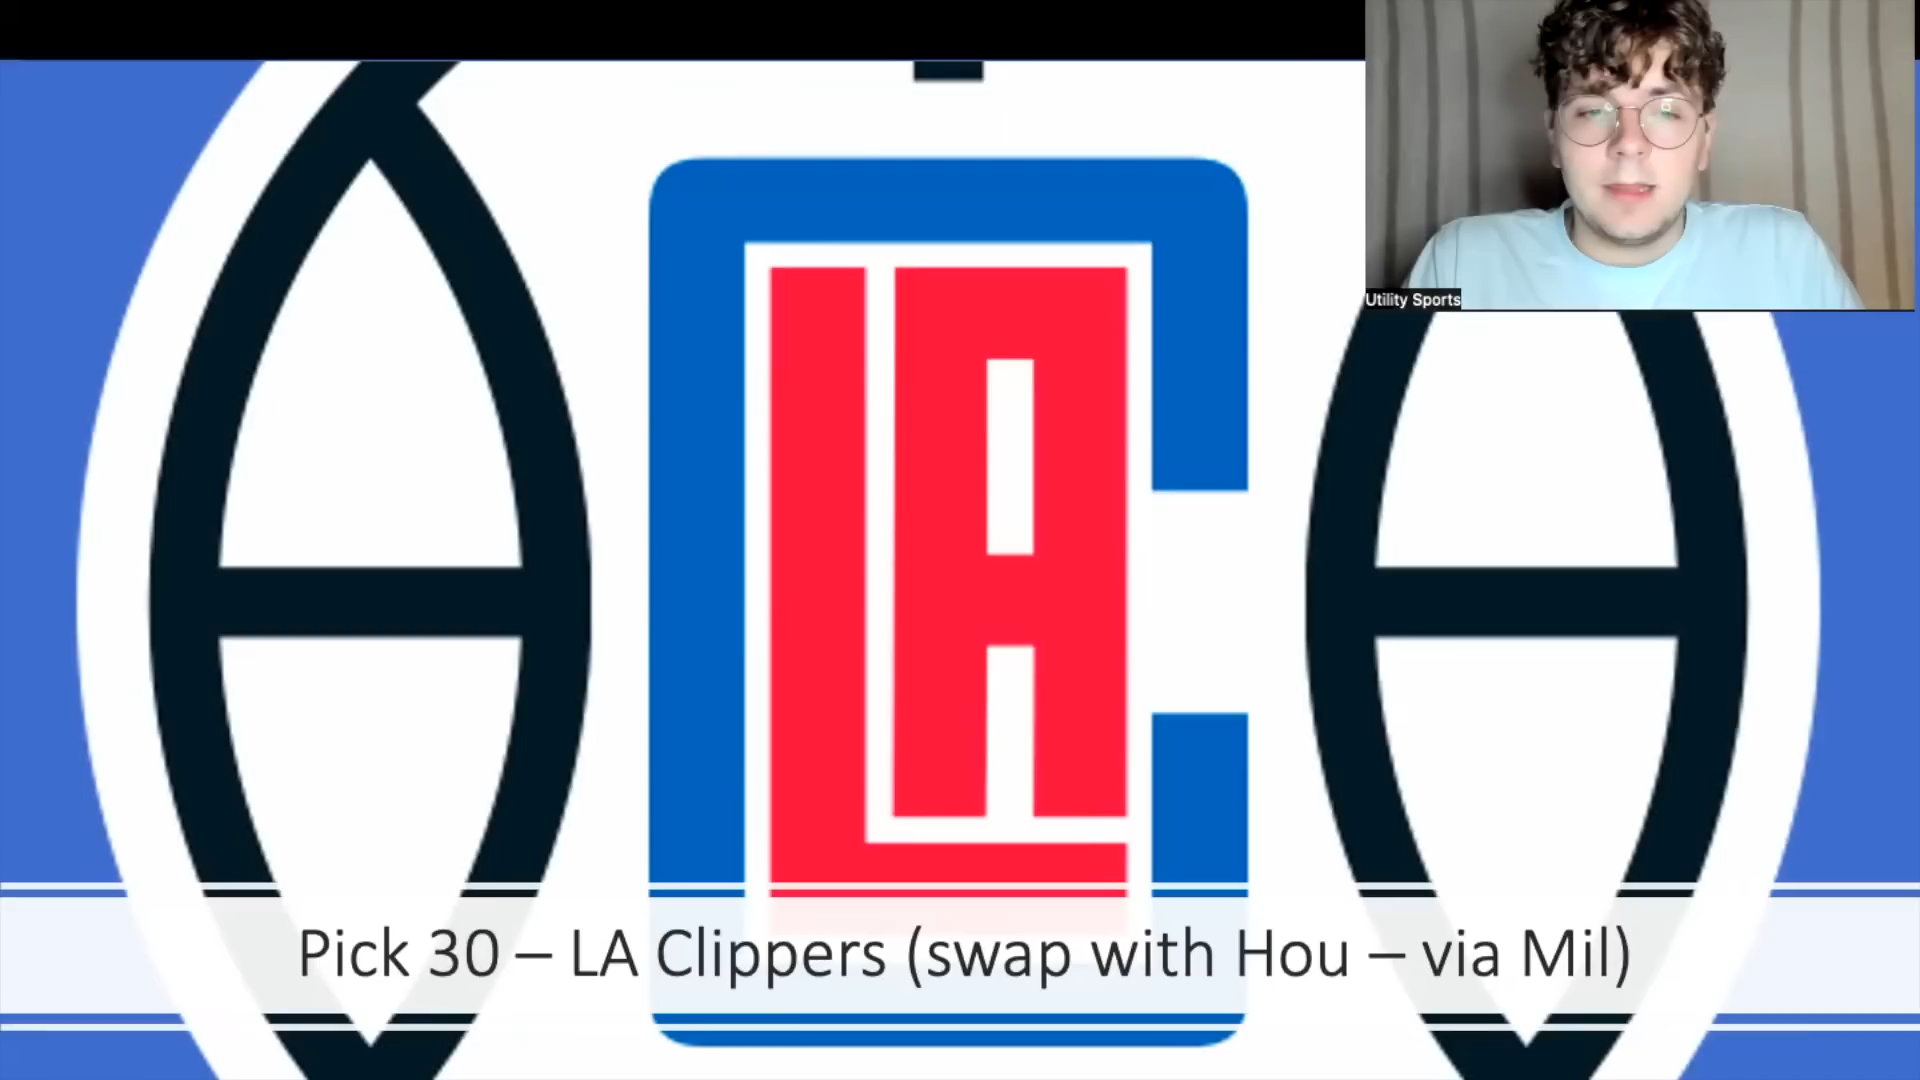 Utility Sports
LA
Pick 30 – LA Clippers (swap with Hou – via Mil)